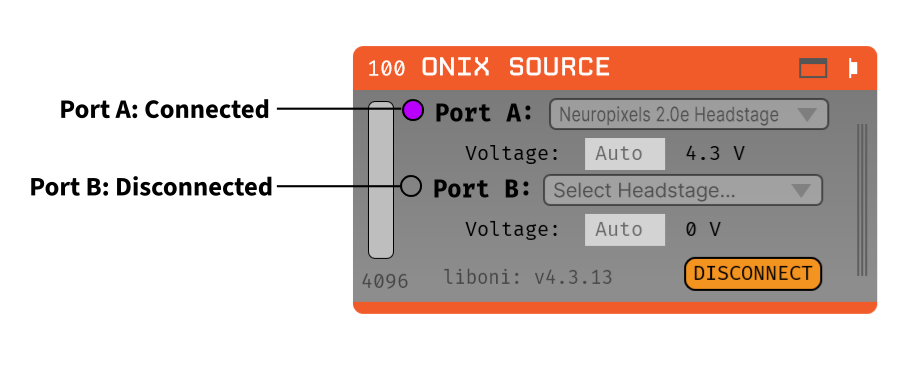 100 ONIX SOURCE
Port A: Connected
Port A: Neuropixels 2.0e Headstage
Voltage: Auto 4.3 V
Port B: Disconnected
Port B: Select Headstage...
Voltage: Auto 0 V
4096 liboni: v4.3.13 DISCONNECT